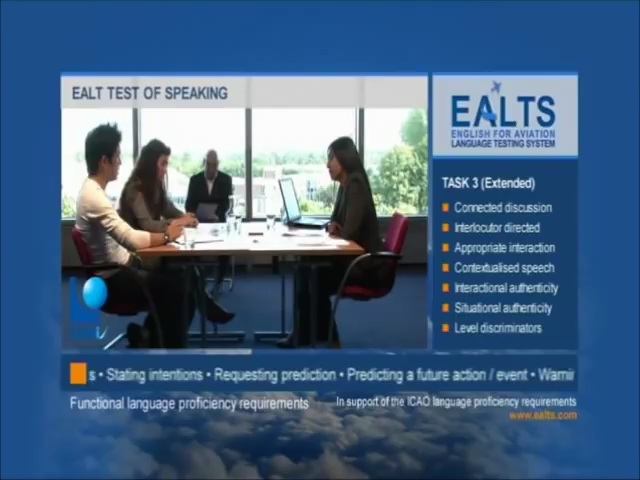 EALT TEST OF SPEAKING
EALTS
ENGLISH FOR AVIATION
LANGUAGE TESTING SYSTEM
TASK 3 (Extended)
Connected discussion
Interlocutor directed
Appropriate interaction
Contextualised speech
Interactional authenticity
Situational authenticity
Level discriminators
s • Stating intentions • Requesting prediction • Predicting a future action / event • Warnin
Functional language proficiency requirements
In support of the ICAO language proficiency requirements
www.ealts.com